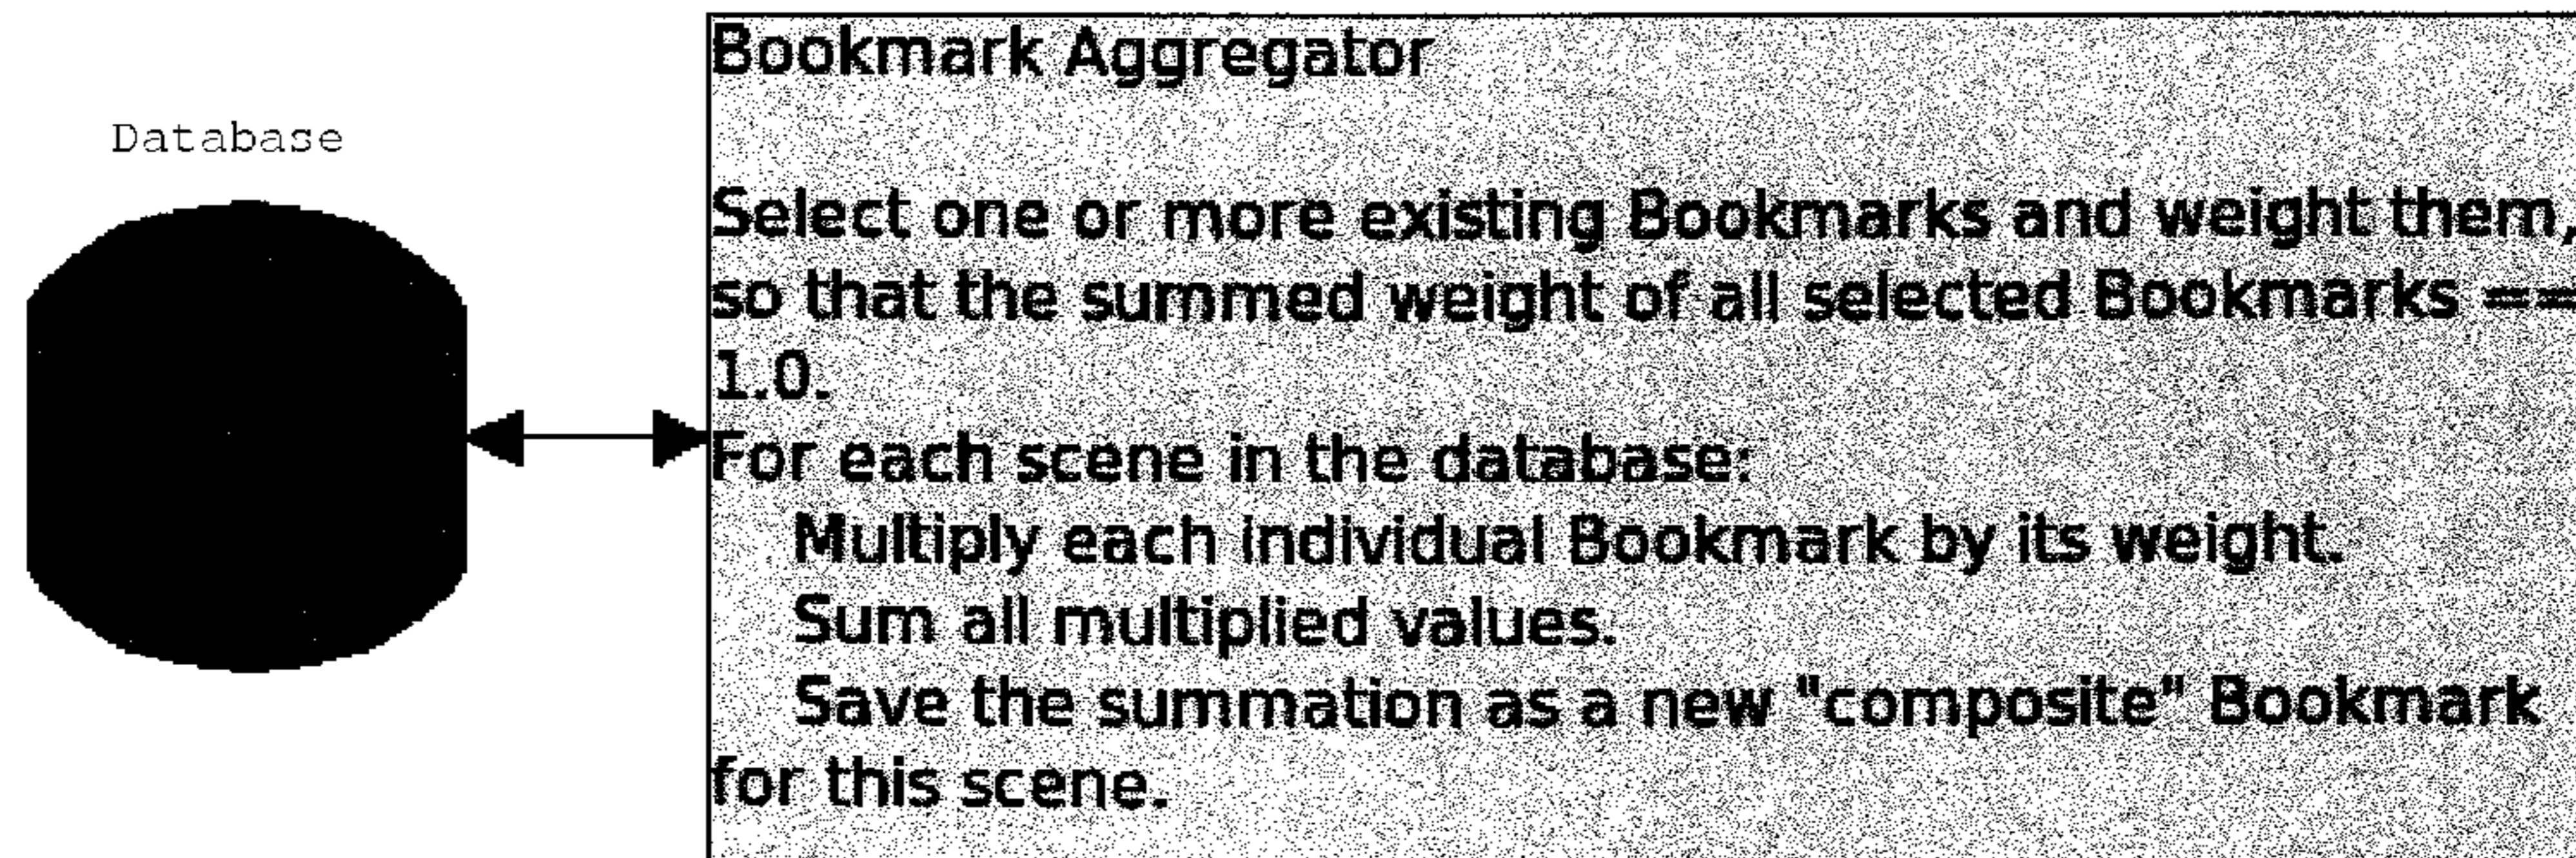 Bookmark Aggregator
Database
Select one or more existing Bookmarks and weight them,
so that the summed weight of all selected Bookmarks ==
1.0.
For each scene in the database:
Multiply each individual Bookmark by its weight.
Sum all multiplied values.
Save the summation as a new "composite" Bookmark
for this scene.